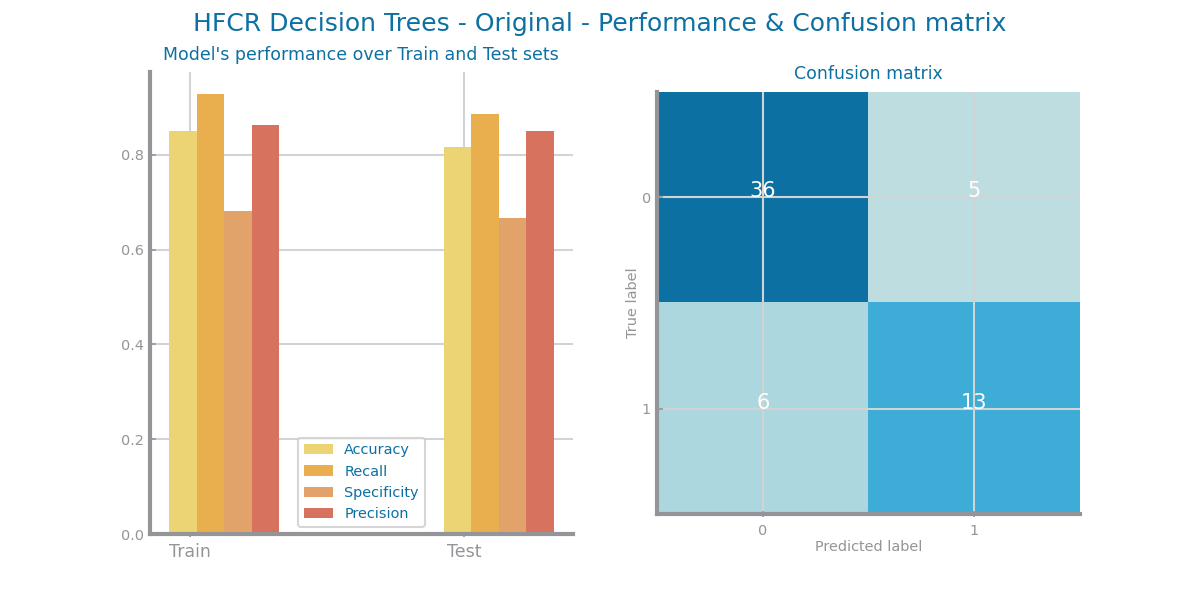 HFCR Decision Trees - Original - Performance & Confusion matrix
Model's performance over Train and Test sets
0.8
0.6
0.4
0.2
0.0
Train
Test
Accuracy
Recall
Specificity
Precision
Confusion matrix
True label
0
1
36
5
6
13
0
1
Predicted label